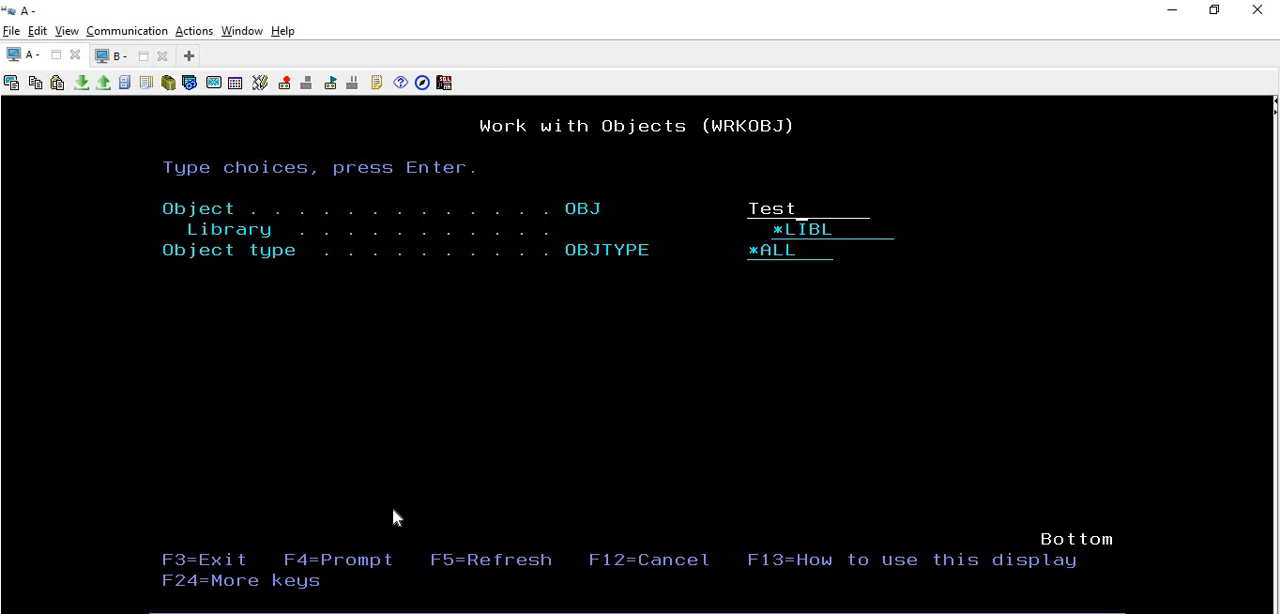 A -
File Edit View Communication Actions Window Help
A - B -
Work with Objects (WRKOBJ)
Type choices, press Enter.
Object . . . . . . . . . . . . . OBJ Test
Library . . . . . . . . . . . *LIBL
Object type . . . . . . . . . . OBJTYPE *ALL
Bottom
F3=Exit F4=Prompt F5=Refresh F12=Cancel F13=How to use this display
F24=More keys